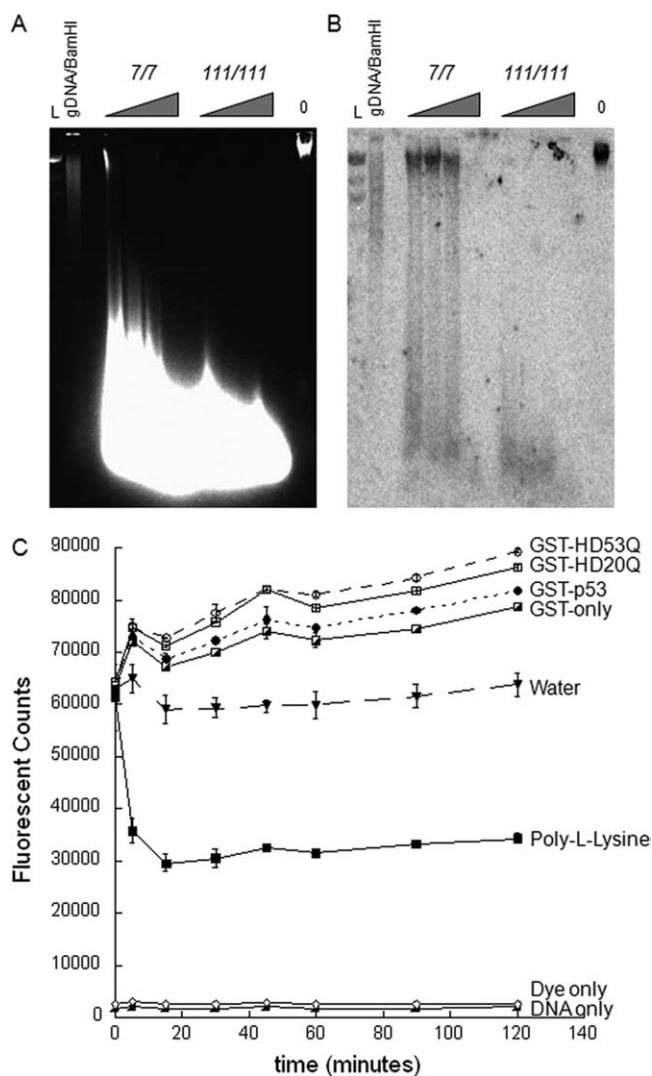 A
L
gDNA/BamHI
7/7
111/111
0
B
L
gDNA/BamHI
7/7
111/111
0
C
Fluorescent Counts
90000
80000
70000
60000
50000
40000
30000
20000
10000
0
GST-HD53Q
GST-HD20Q
GST-p53
GST-only
Water
Poly-L-Lysine
Dye only
DNA only
0 20 40 60 80 100 120 140
time (minutes)